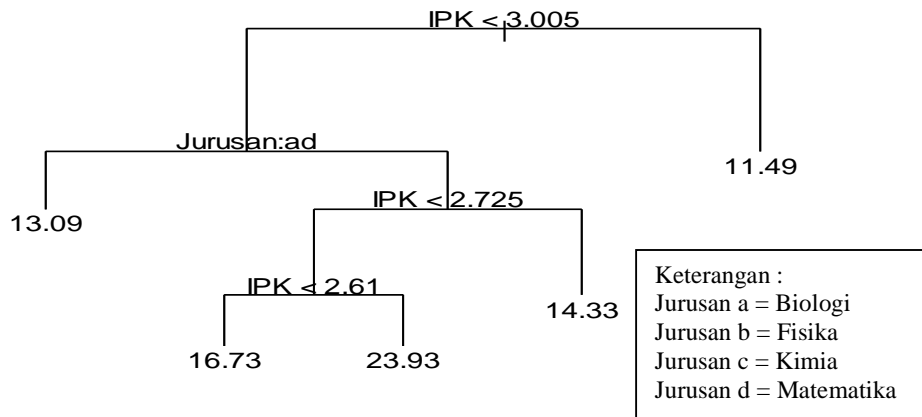 IPK < 3.005
Jurusan:ad
11.49
13.09
IPK < 2.725
IPK < 2.61
14.33
16.73
23.93
Keterangan :
Jurusan a = Biologi
Jurusan b = Fisika
Jurusan c = Kimia
Jurusan d = Matematika